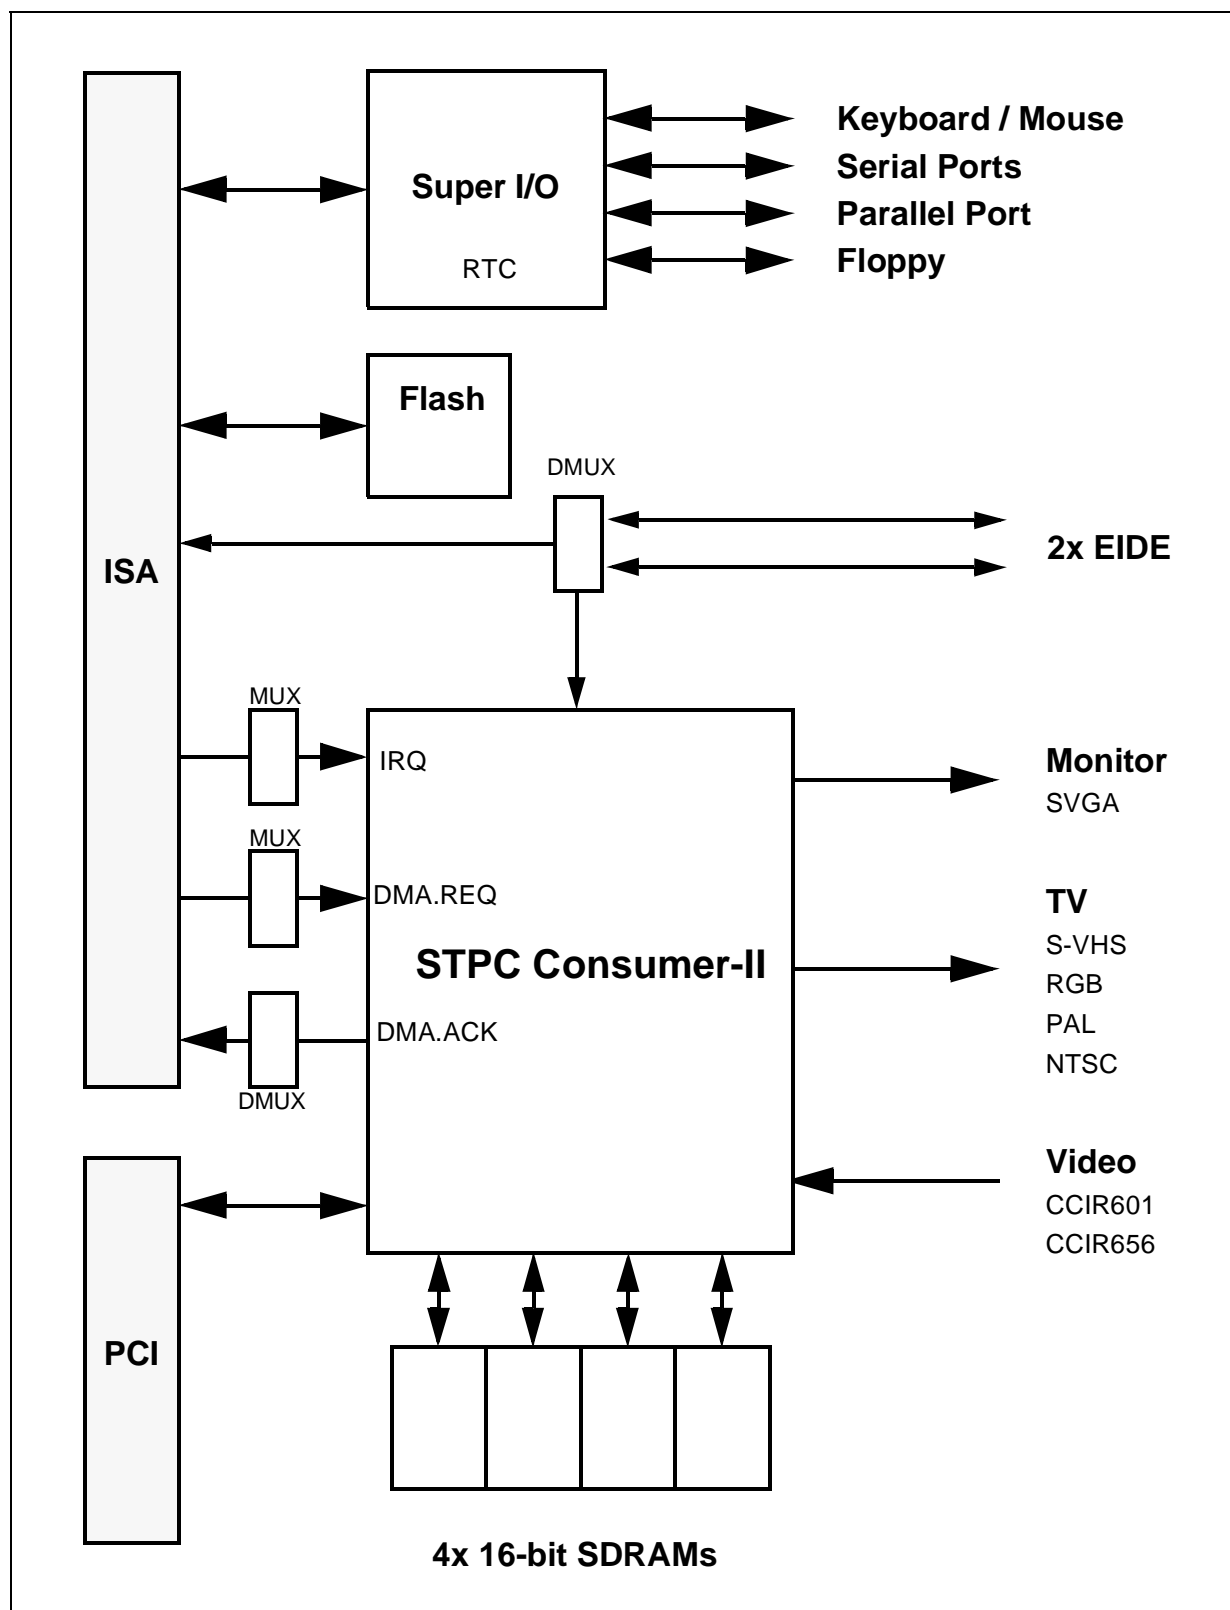 Keyboard / Mouse
Serial Ports
Super I/O
Parallel Port
RTC
Floppy
Flash
DMUX
ISA
2x EIDE
MUX
IRQ
Monitor
SVGA
MUX
DMA.REQ
TV
STPC Consumer-II
S-VHS
RGB
DMA.ACK
PAL
NTSC
DMUX
Video
CCIR601
CCIR656
PCI
4x 16-bit SDRAMs